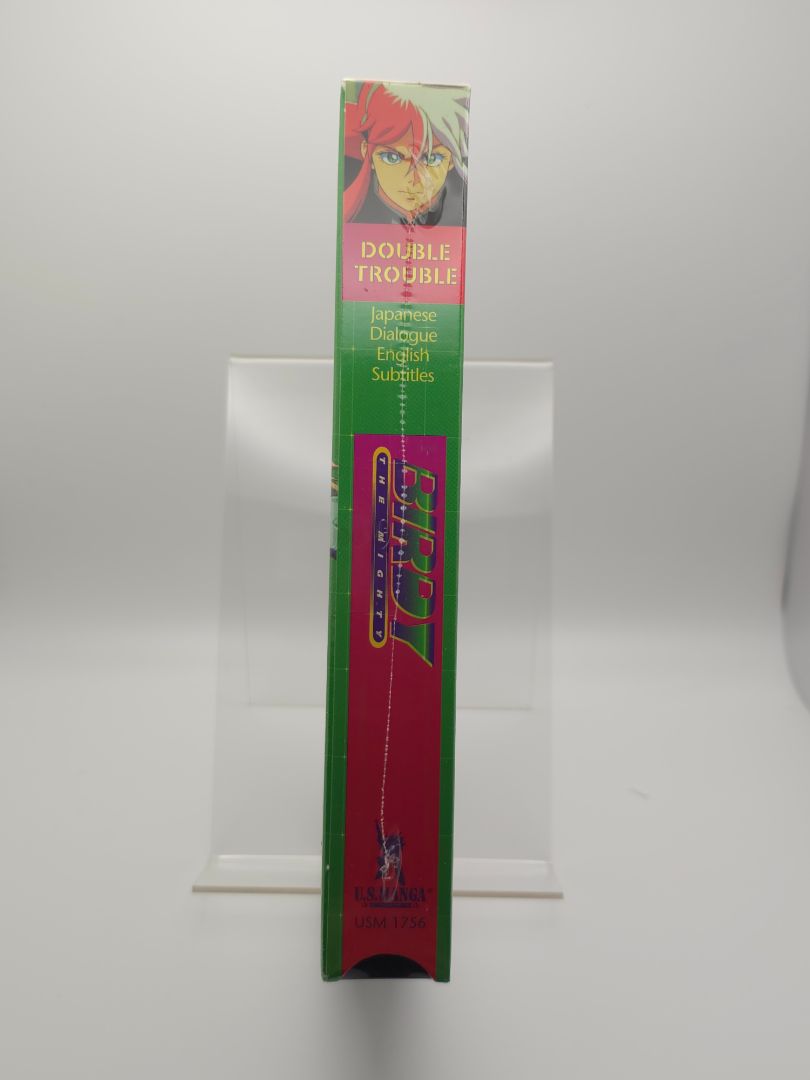 DOUBLE
TROUBLE
Japanese
Dialogue
English
Subtitles
BIRDY
THE MIGHTY
U.S. MANGA®
USM 1756